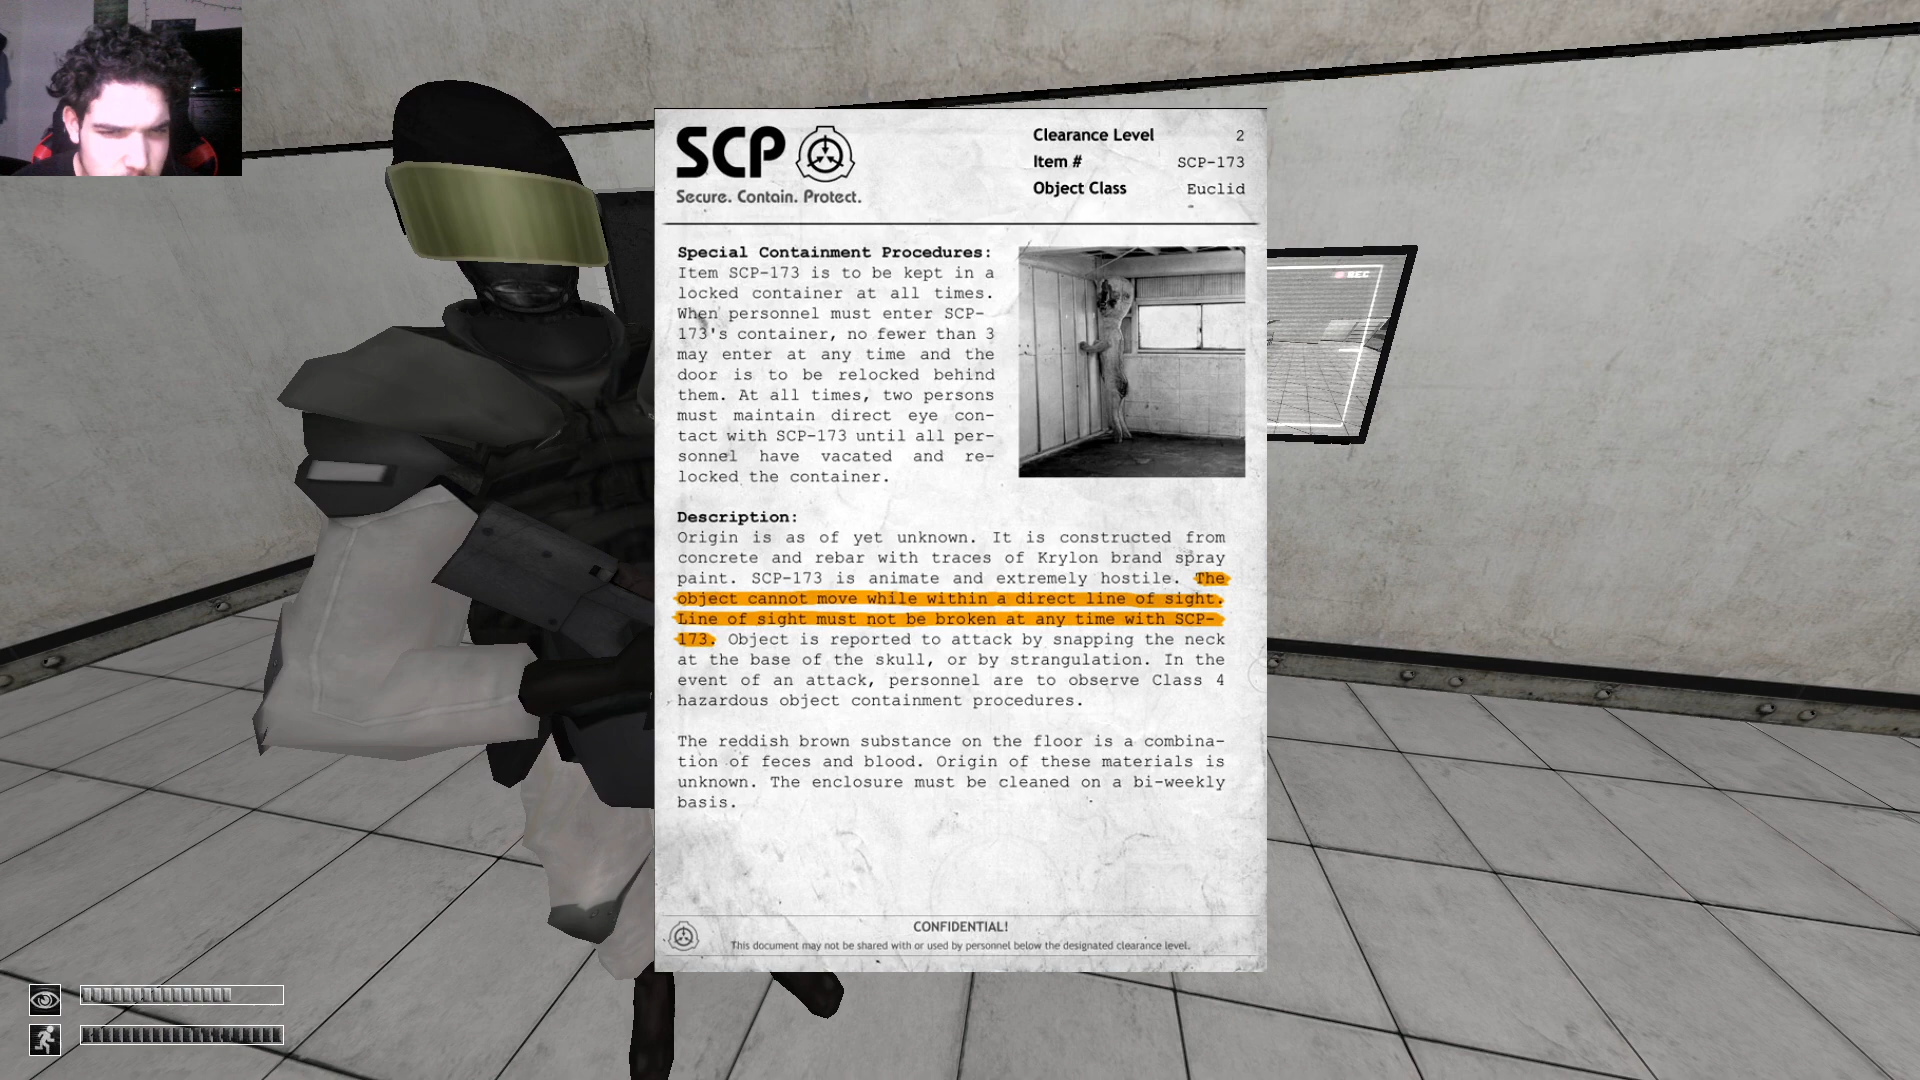 REC
SCP
Secure. Contain. Protect.
Clearance Level 2
Item # SCP-173
Object Class Euclid
Special Containment Procedures:
Item SCP-173 is to be kept in a
locked container at all times.
When personnel must enter SCP-
173's container, no fewer than 3
may enter at any time and the
door is to be relocked behind
them. At all times, two persons
must maintain direct eye con-
tact with SCP-173 until all per-
sonnel have vacated and re-
locked the container.
Description:
Origin is as of yet unknown. It is constructed from
concrete and rebar with traces of Krylon brand spray
paint. SCP-173 is animate and extremely hostile. The
object cannot move while within a direct line of sight.
Line of sight must not be broken at any time with SCP-
173. Object is reported to attack by snapping the neck
at the base of the skull, or by strangulation. In the
event of an attack, personnel are to observe Class 4
hazardous object containment procedures.
The reddish brown substance on the floor is a combina-
tion of feces and blood. Origin of these materials is
unknown. The enclosure must be cleaned on a bi-weekly
basis.
CONFIDENTIAL!
This document may not be shared with or used by personnel below the designated clearance level.